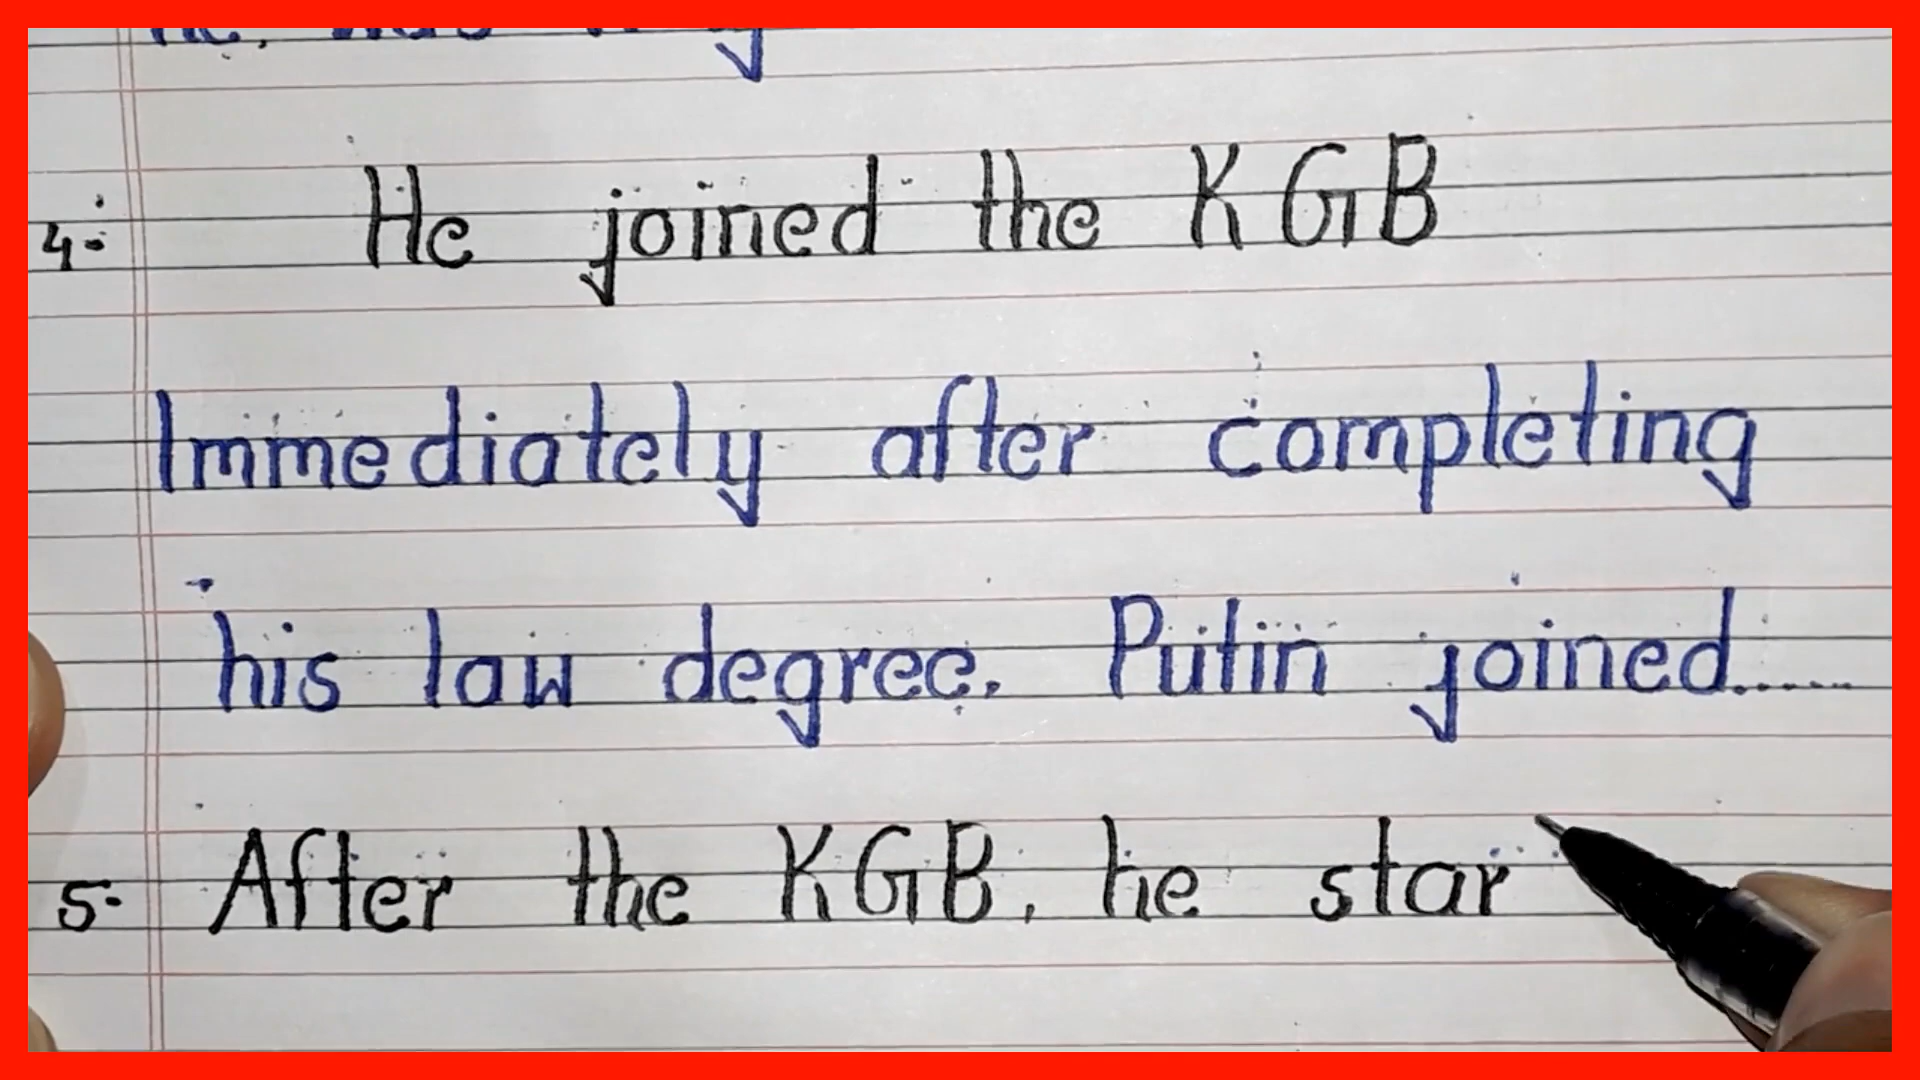 4- He joined the KGB
Immediately after completing
his law degree. Putin joined......
5- After the KGB, he star